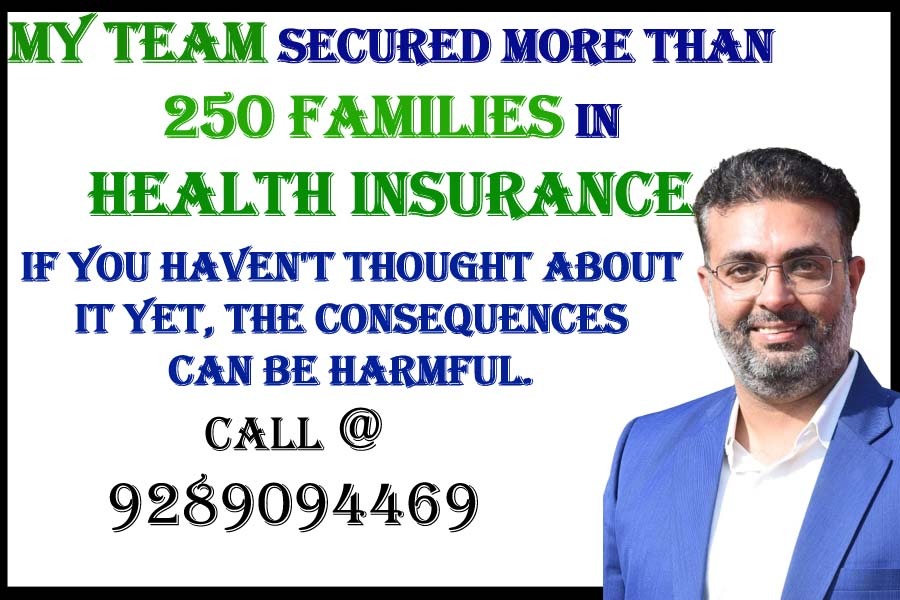 MY TEAM SECURED MORE THAN
250 FAMILIES IN
HEALTH INSURANCE
IF YOU HAVEN'T THOUGHT ABOUT
IT YET, THE CONSEQUENCES
CAN BE HARMFUL.
CALL @
9289094469